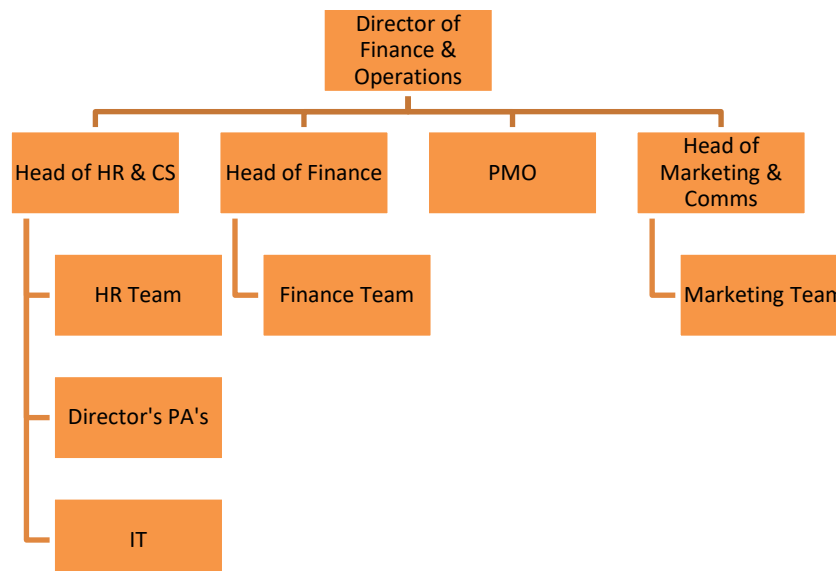 Director of
Finance &
Operations
Head of HR & CS
Head of Finance
PMO
Head of
Marketing &
Comms
HR Team
Finance Team
Marketing Team
Director's PA's
IT